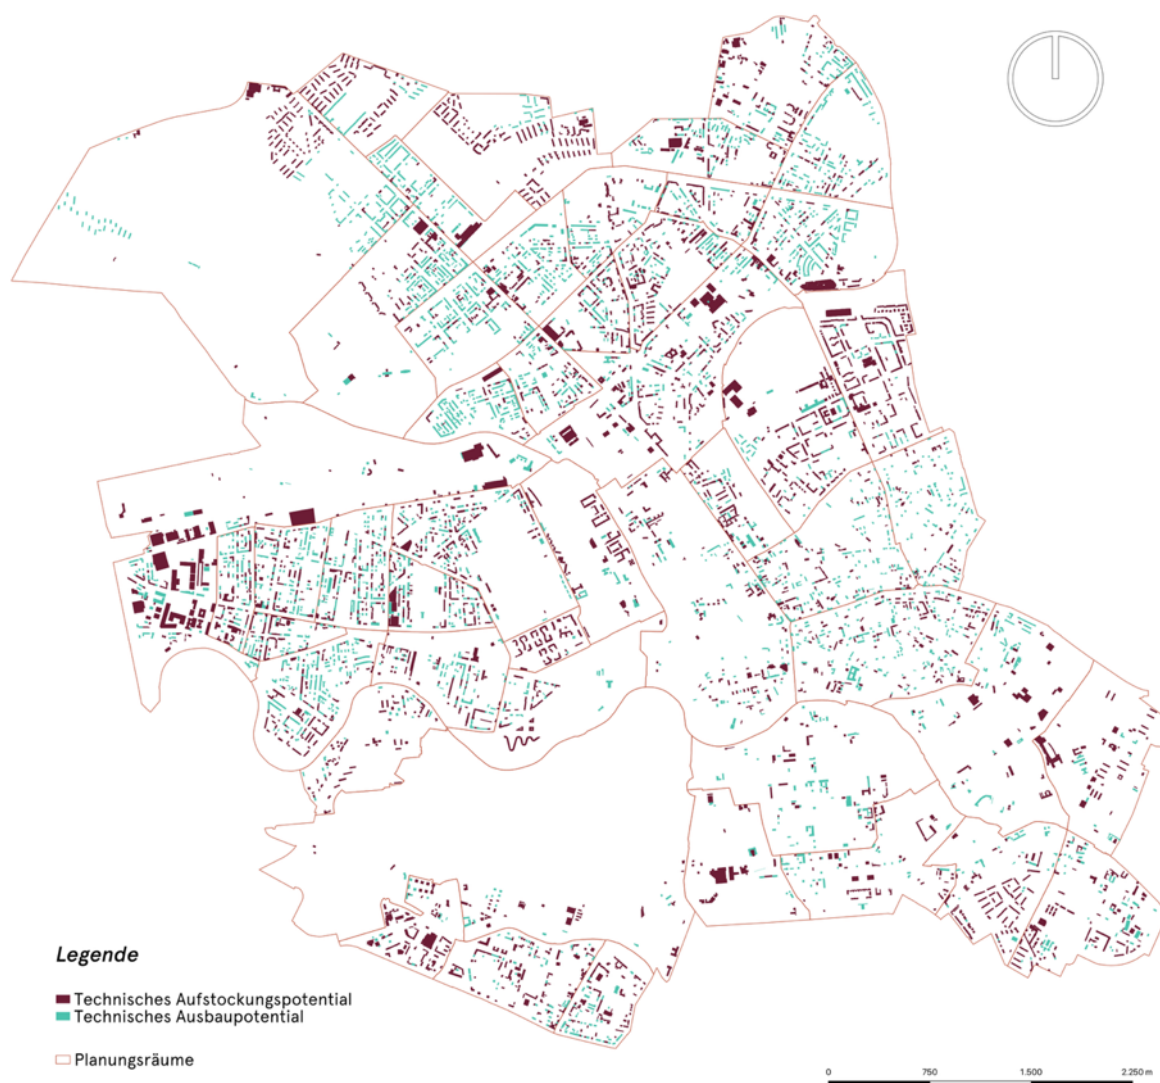 Legende
Technisches Aufstockungspotential
Technisches Ausbaupotential
Planungsräume
0 750 1.500 2.250 m